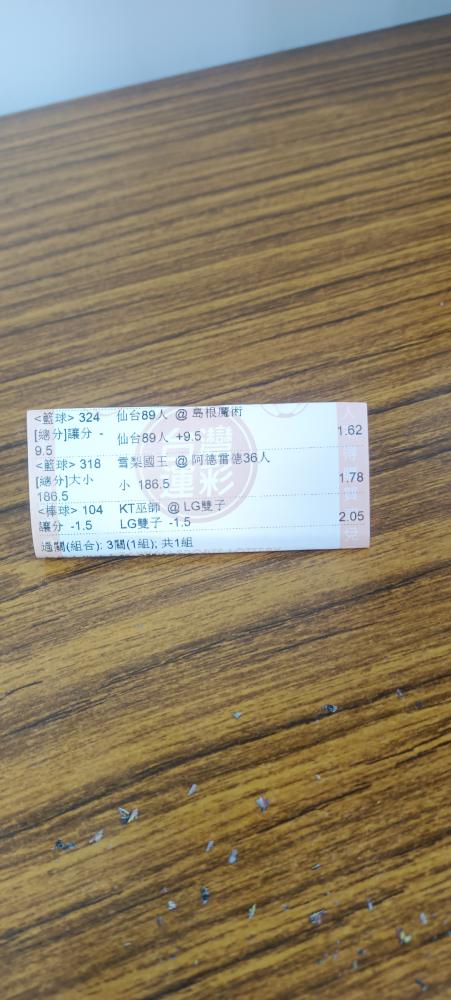 <籃球> 324 仙台89人 @ 島根魔術
[總分]讓分 -9.5 仙台89人 +9.5 1.62
<籃球> 318 雪梨國王 @ 阿德雷德36人
[總分]大小 186.5 小 186.5 1.78
<棒球> 104 KT巫師 @ LG雙子
讓分 -1.5 LG雙子 -1.5 2.05
過關(組合): 3關(1組); 共1組
台灣
運彩